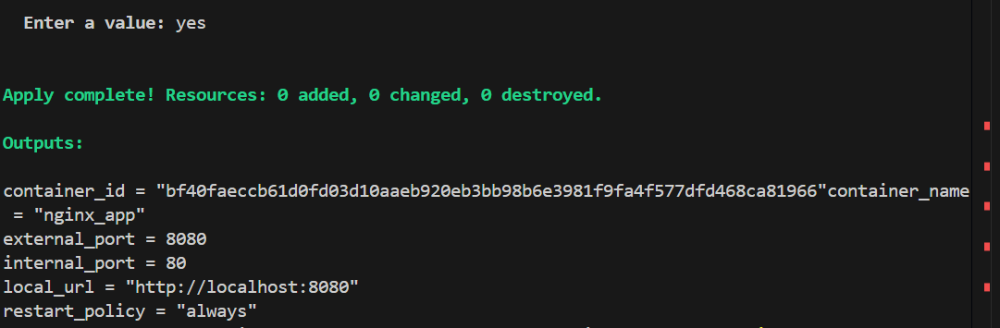 Enter a value: yes
Apply complete! Resources: 0 added, 0 changed, 0 destroyed.
Outputs:
container_id = "bf40faeccb61d0fd03d10aaeb920eb3bb98b6e3981f9fa4f577dfd468ca81966"container_name
= "nginx_app"
external_port = 8080
internal_port = 80
local_url = "http://localhost:8080"
restart_policy = "always"